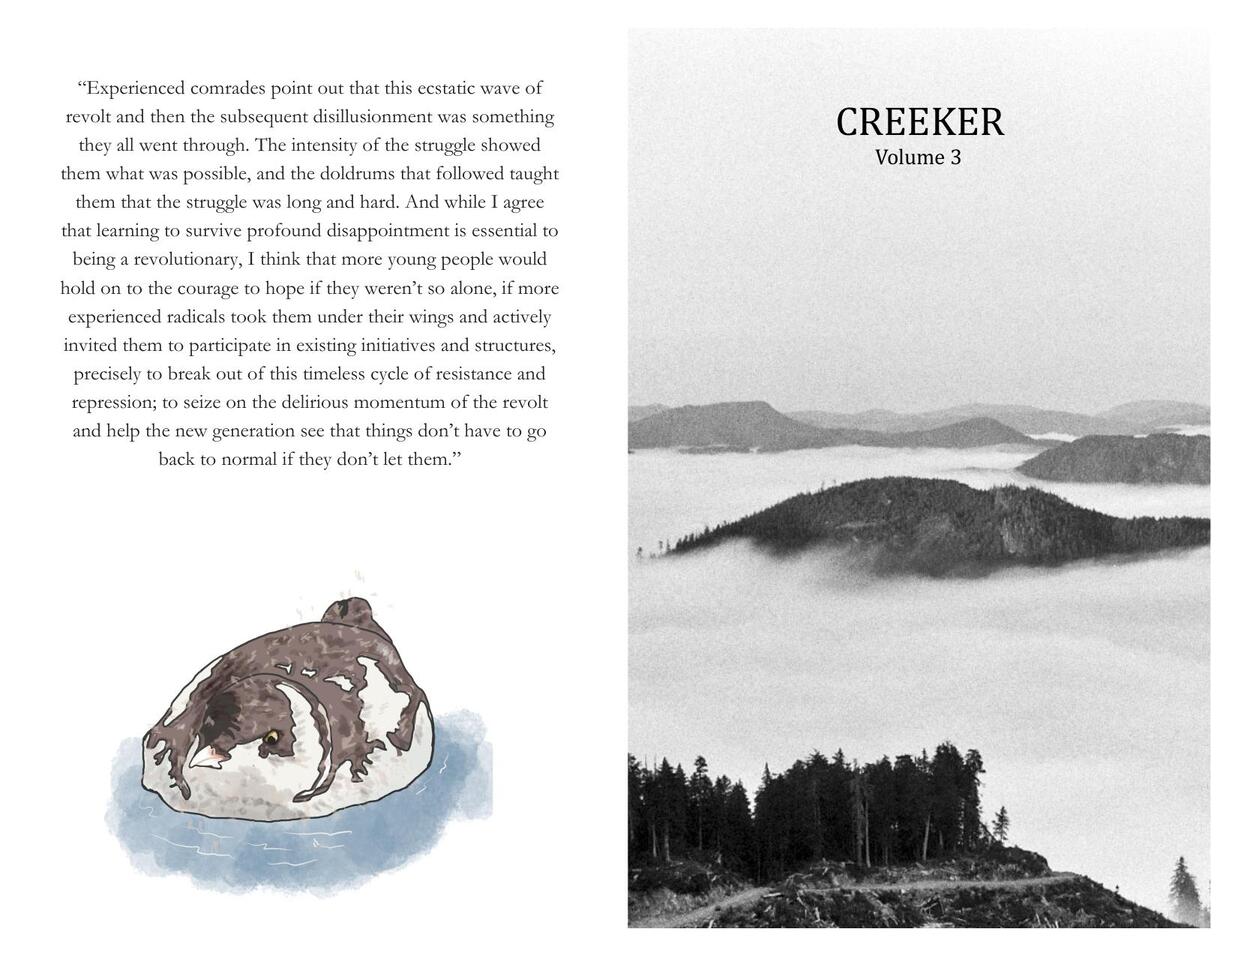 “Experienced comrades point out that this ecstatic wave of
revolt and then the subsequent disillusionment was something
they all went through. The intensity of the struggle showed
them what was possible, and the doldrums that followed taught
them that the struggle was long and hard. And while I agree
that learning to survive profound disappointment is essential to
being a revolutionary, I think that more young people would
hold on to the courage to hope if they weren’t so alone, if more
experienced radicals took them under their wings and actively
invited them to participate in existing initiatives and structures,
precisely to break out of this timeless cycle of resistance and
repression; to seize on the delirious momentum of the revolt
and help the new generation see that things don’t have to go
back to normal if they don’t let them.”
CREEKER
Volume 3